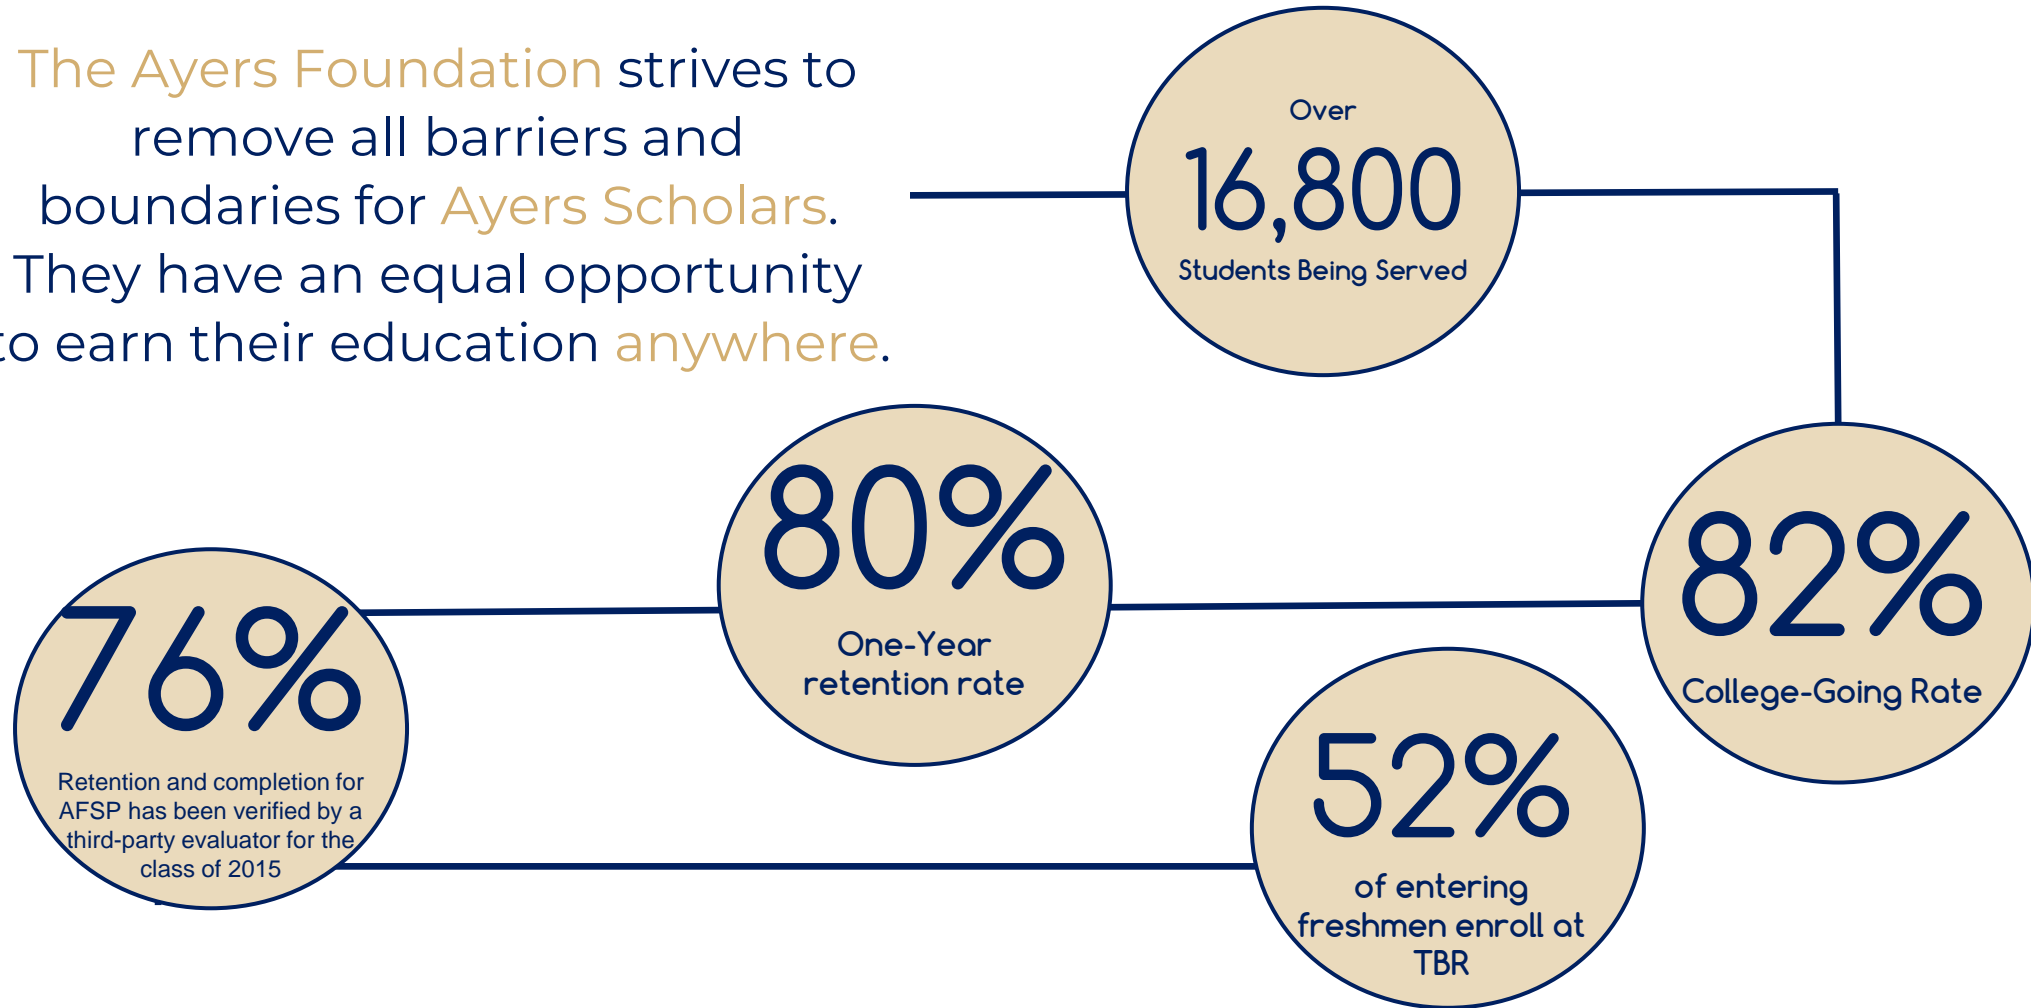 The Ayers Foundation strives to
remove all barriers and
boundaries for Ayers Scholars.
They have an equal opportunity
to earn their education anywhere.
Over
16,800
Students Being Served
82%
College-Going Rate
80%
One-Year
retention rate
76%
Retention and completion for
AFSP has been verified by a
third-party evaluator for the
class of 2015
52%
of entering
freshmen enroll at
TBR